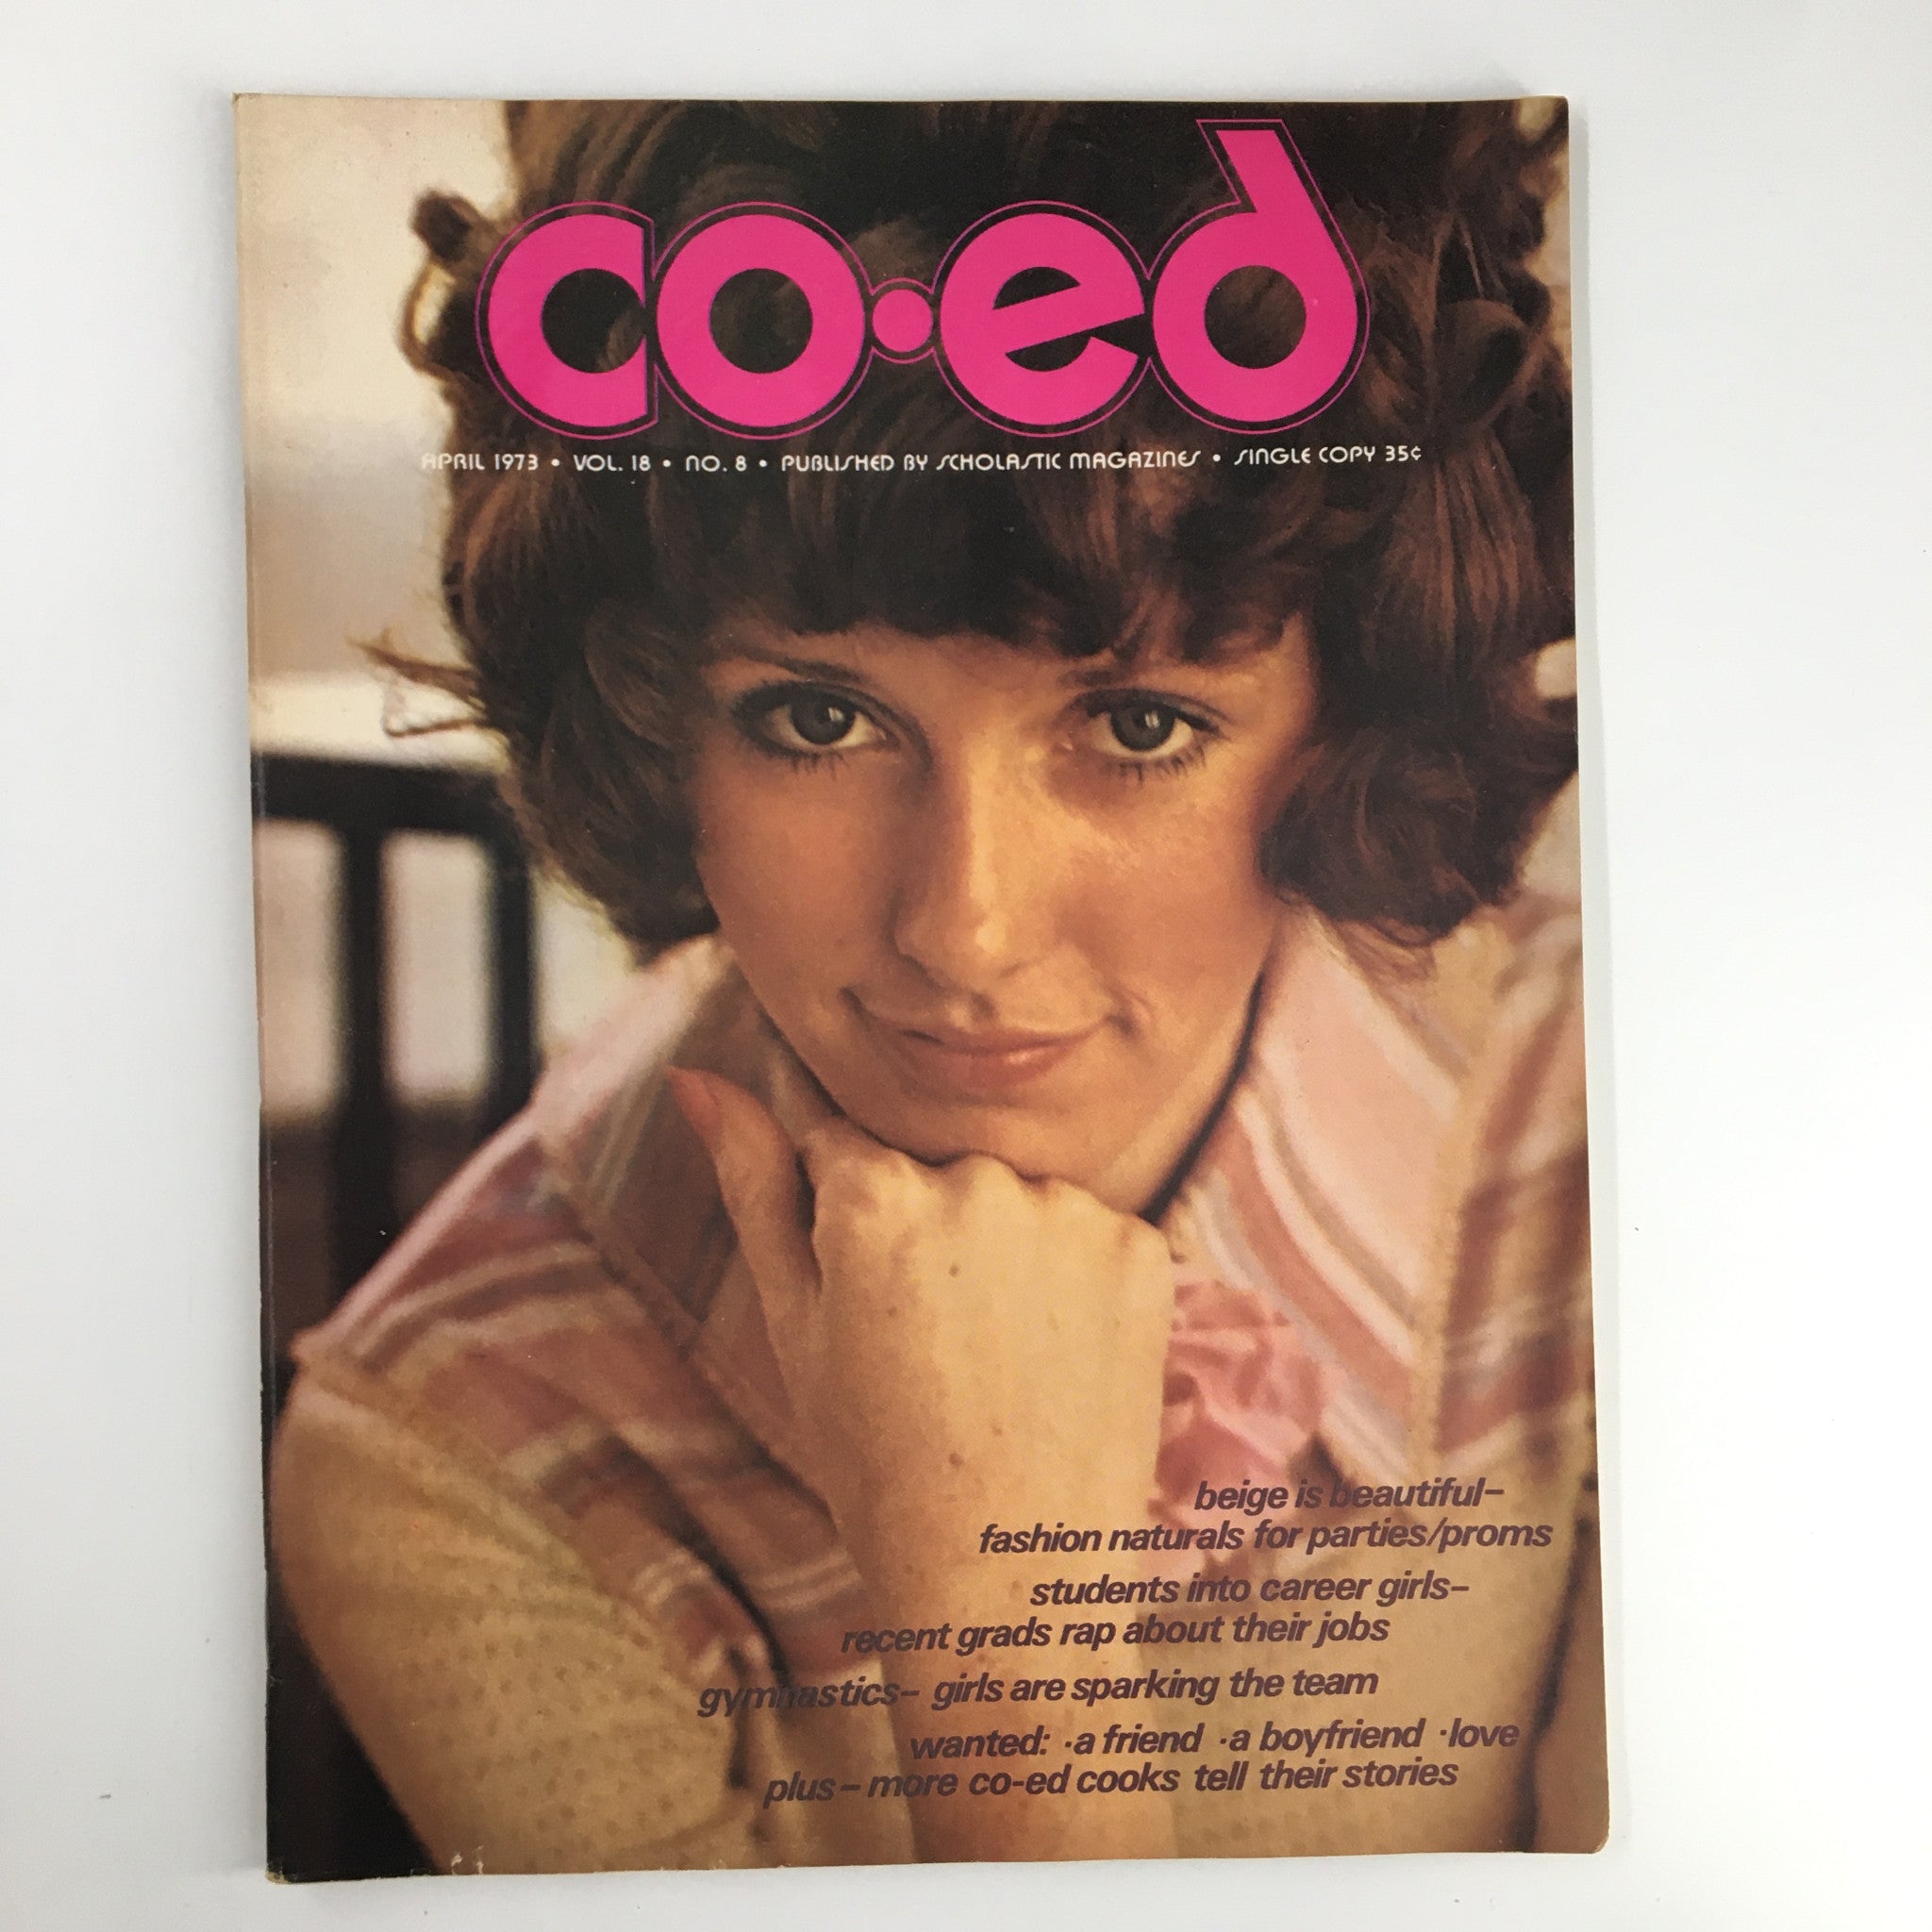 co·ed
APRIL 1973 • VOL. 18 • NO. 8 • PUBLISHED BY SCHOLASTIC MAGAZINES • SINGLE COPY 35¢
beige is beautiful–
fashion naturals for parties/proms
students into career girls–
recent grads rap about their jobs
gymnastics– girls are sparking the team
wanted: ·a friend ·a boyfriend ·love
plus– more co-ed cooks tell their stories